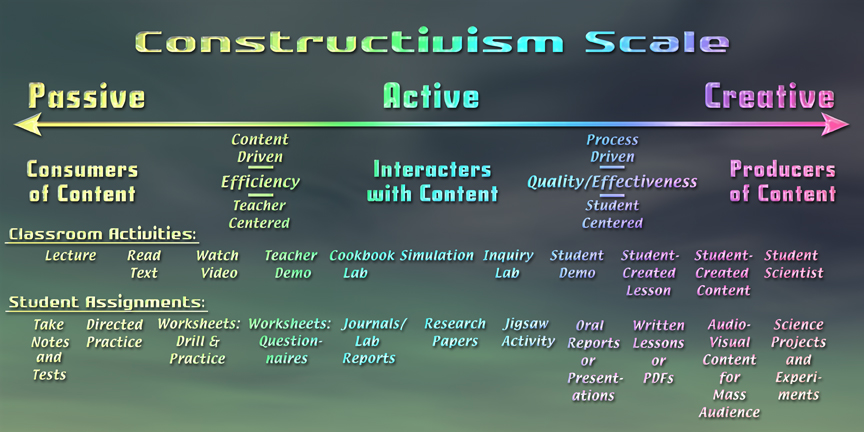 Constructivism Scale
Passive Active Creative
Content
Driven
Efficiency
Teacher
Centered
Process
Driven
Quality/Effectiveness
Student
Centered
Consumers
of Content
Interacters
with Content
Producers
of Content
Classroom Activities:
Lecture
Read
Text
Watch
Video
Teacher
Demo
Cookbook
Lab
Simulation
Inquiry
Lab
Student
Demo
Student-
Created
Lesson
Student-
Created
Content
Student
Scientist
Student Assignments:
Take
Notes
and
Tests
Directed
Practice
Worksheets:
Drill &
Practice
Worksheets:
Question-
naires
Journals/
Lab
Reports
Research
Papers
Jigsaw
Activity
Oral
Reports
or
Present-
ations
Written
Lessons
or
PDFs
Audio-
Visual
Content
for
Mass
Audience
Science
Projects
and
Experi-
ments